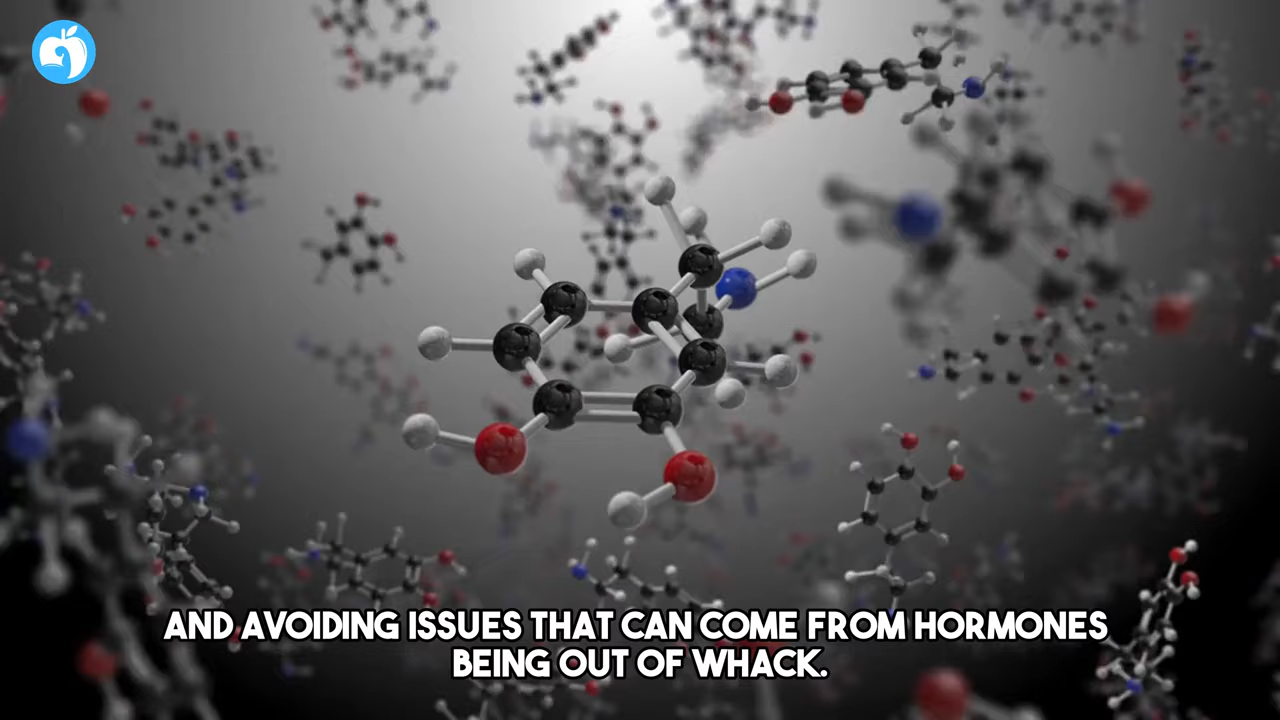 AND AVOIDING ISSUES THAT CAN COME FROM HORMONES
BEING OUT OF WHACK.